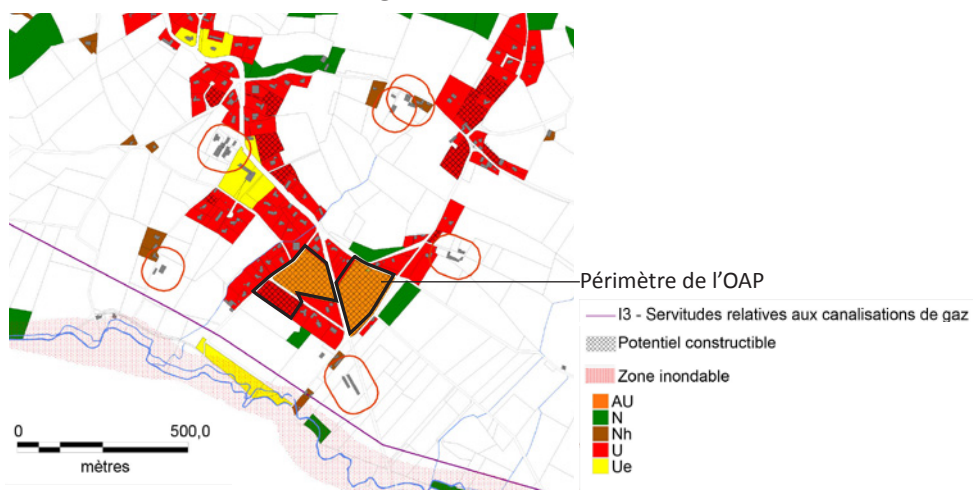 Périmètre de l’OAP
I3 - Servitudes relatives aux canalisations de gaz
Potentiel constructible
Zone inondable
AU
N
Nh
U
Ue
0 500,0
mètres